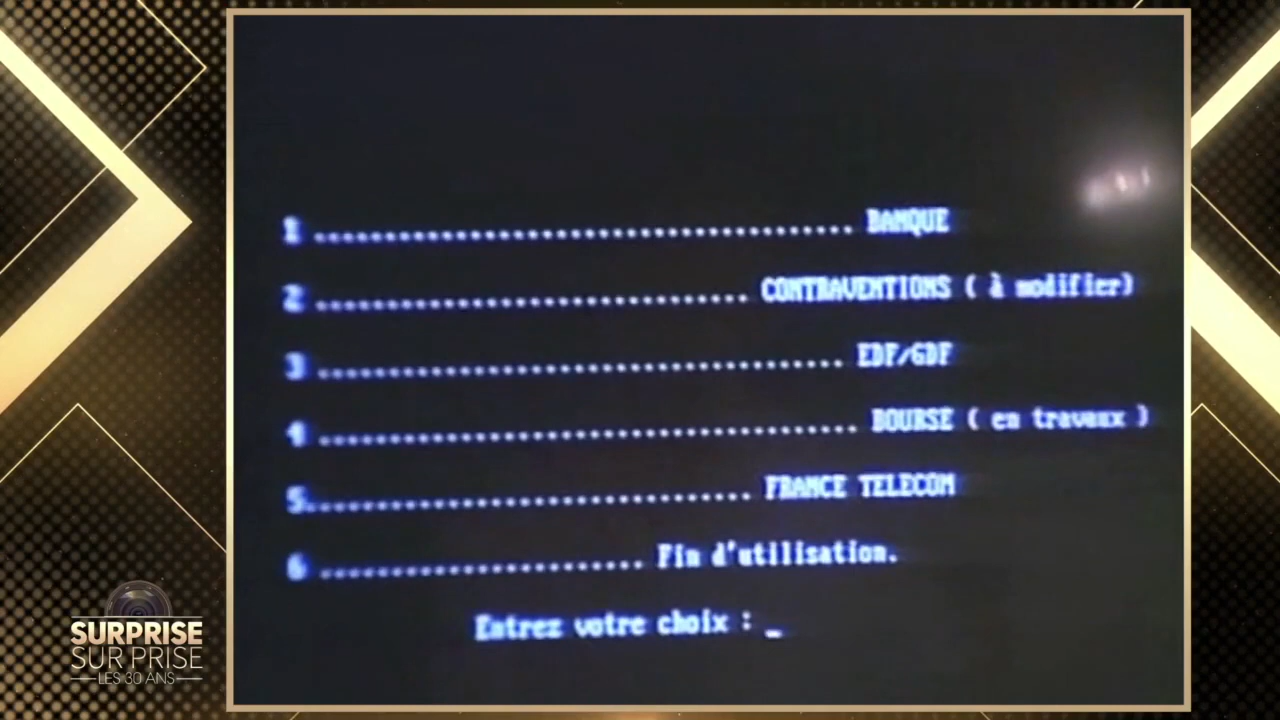 1 ...................................... BANQUE
2 .............................. CONTRAVENTIONS ( à modifier)
3 ..................................... EDF/GDF
4 ...................................... BOURSE ( en travaux )
5............................... FRANCE TELECOM
6 ....................... Fin d'utilisation.
Entrez votre choix : _
SURPRISE
SUR PRISE
LES 30 ANS